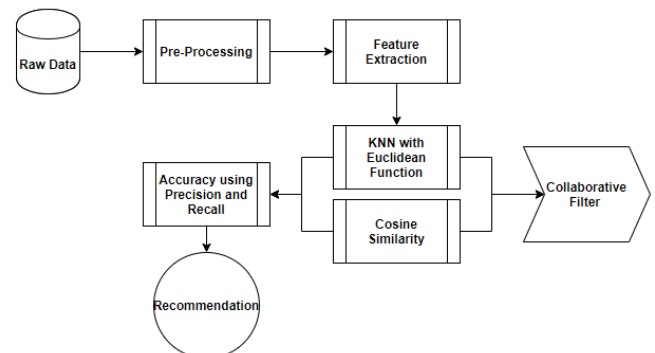 Raw Data
Pre-Processing
Feature
Extraction
KNN with
Euclidean
Function
Accuracy using
Precision and
Recall
Cosine
Similarity
Collaborative
Filter
Recommendation